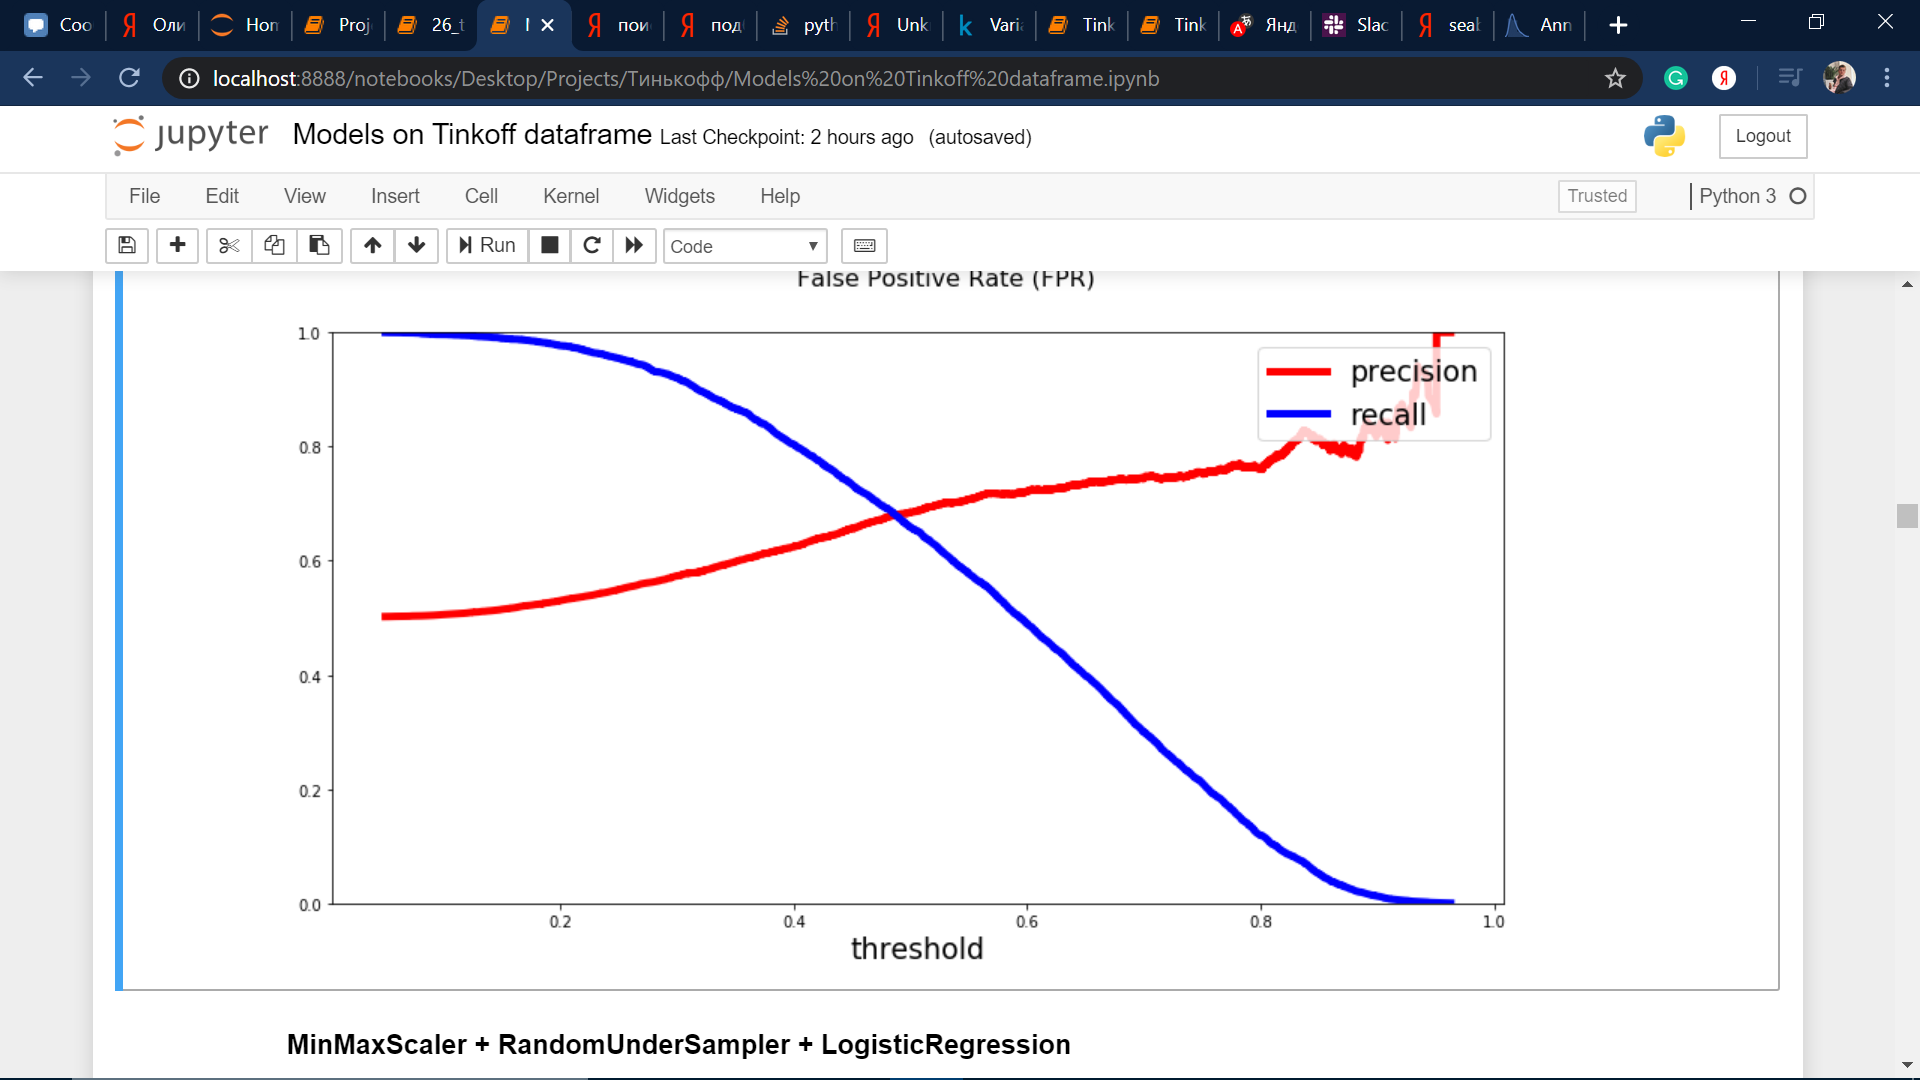 Coo Оли Hon Proj 26_t пои под pyth Unk Vari Tink Tink Янд Slac seal Ann
localhost:8888/notebooks/Desktop/Projects/Тинькофф/Models%20on%20Tinkoff%20dataframe.ipynb
jupyter Models on Tinkoff dataframe Last Checkpoint: 2 hours ago (autosaved) Logout
File Edit View Insert Cell Kernel Widgets Help Trusted Python 3
Run Code
False Positive Rate (FPR)
1.0
0.8
0.6
0.4
0.2
0.0
precision
recall
0.2 0.4 0.6 0.8 1.0
threshold
MinMaxScaler + RandomUnderSampler + LogisticRegression